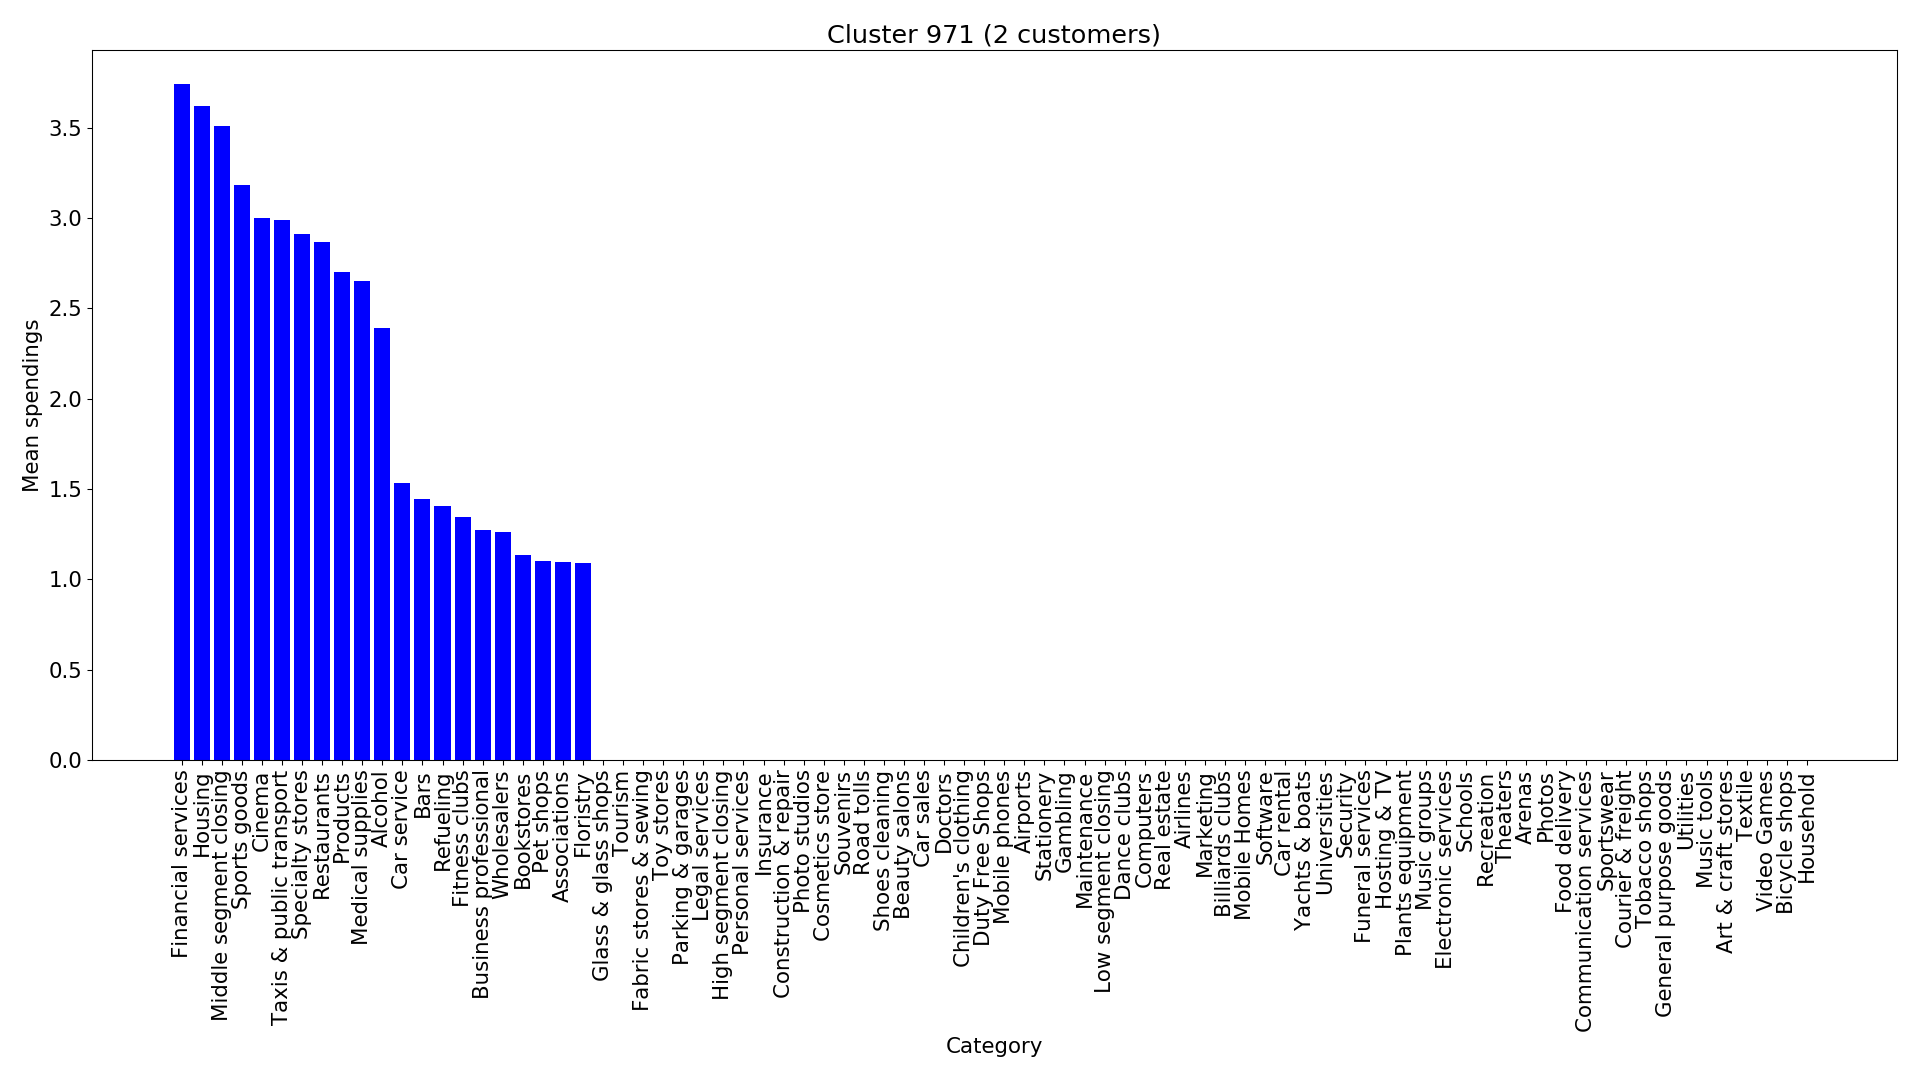 Cluster 971 (2 customers)
Mean spendings
3.5
3.0
2.5
2.0
1.5
1.0
0.5
0.0
Financial services
Housing
Middle segment closing
Sports goods
Cinema
Taxis & public transport
Specialty stores
Restaurants
Products
Medical supplies
Alcohol
Car service
Bars
Refuelling
Fitness clubs
Business professional
Wholesalers
Bookstores
Pet shops
Associations
Floristry
Glass & glass shops
Tourism
Fabric stores & sewing
Toy stores
Parking & garages
Legal services
High segment closing
Personal services
Insurance
Construction & repair
Photo studios
Cosmetics store
Souvenirs
Road tolls
Shoes cleaning
Beauty salons
Car sales
Doctors
Children's clothing
Duty Free Shops
Mobile phones
Airports
Stationery
Gambling
Maintenance
Low segment closing
Dance clubs
Computers
Real estate
Airlines
Marketing
Billiards clubs
Mobile Homes
Software
Car rental
Yachts & boats
Universities
Security
Funeral services
Hosting & TV
Plants equipment
Music groups
Electronic services
Schools
Recreation
Theaters
Arenas
Photos
Food delivery
Communication services
Sportswear
Courier & freight
Tobacco shops
General purpose goods
Utilities
Music tools
Art & craft stores
Textile
Video Games
Bicycle shops
Household
Category